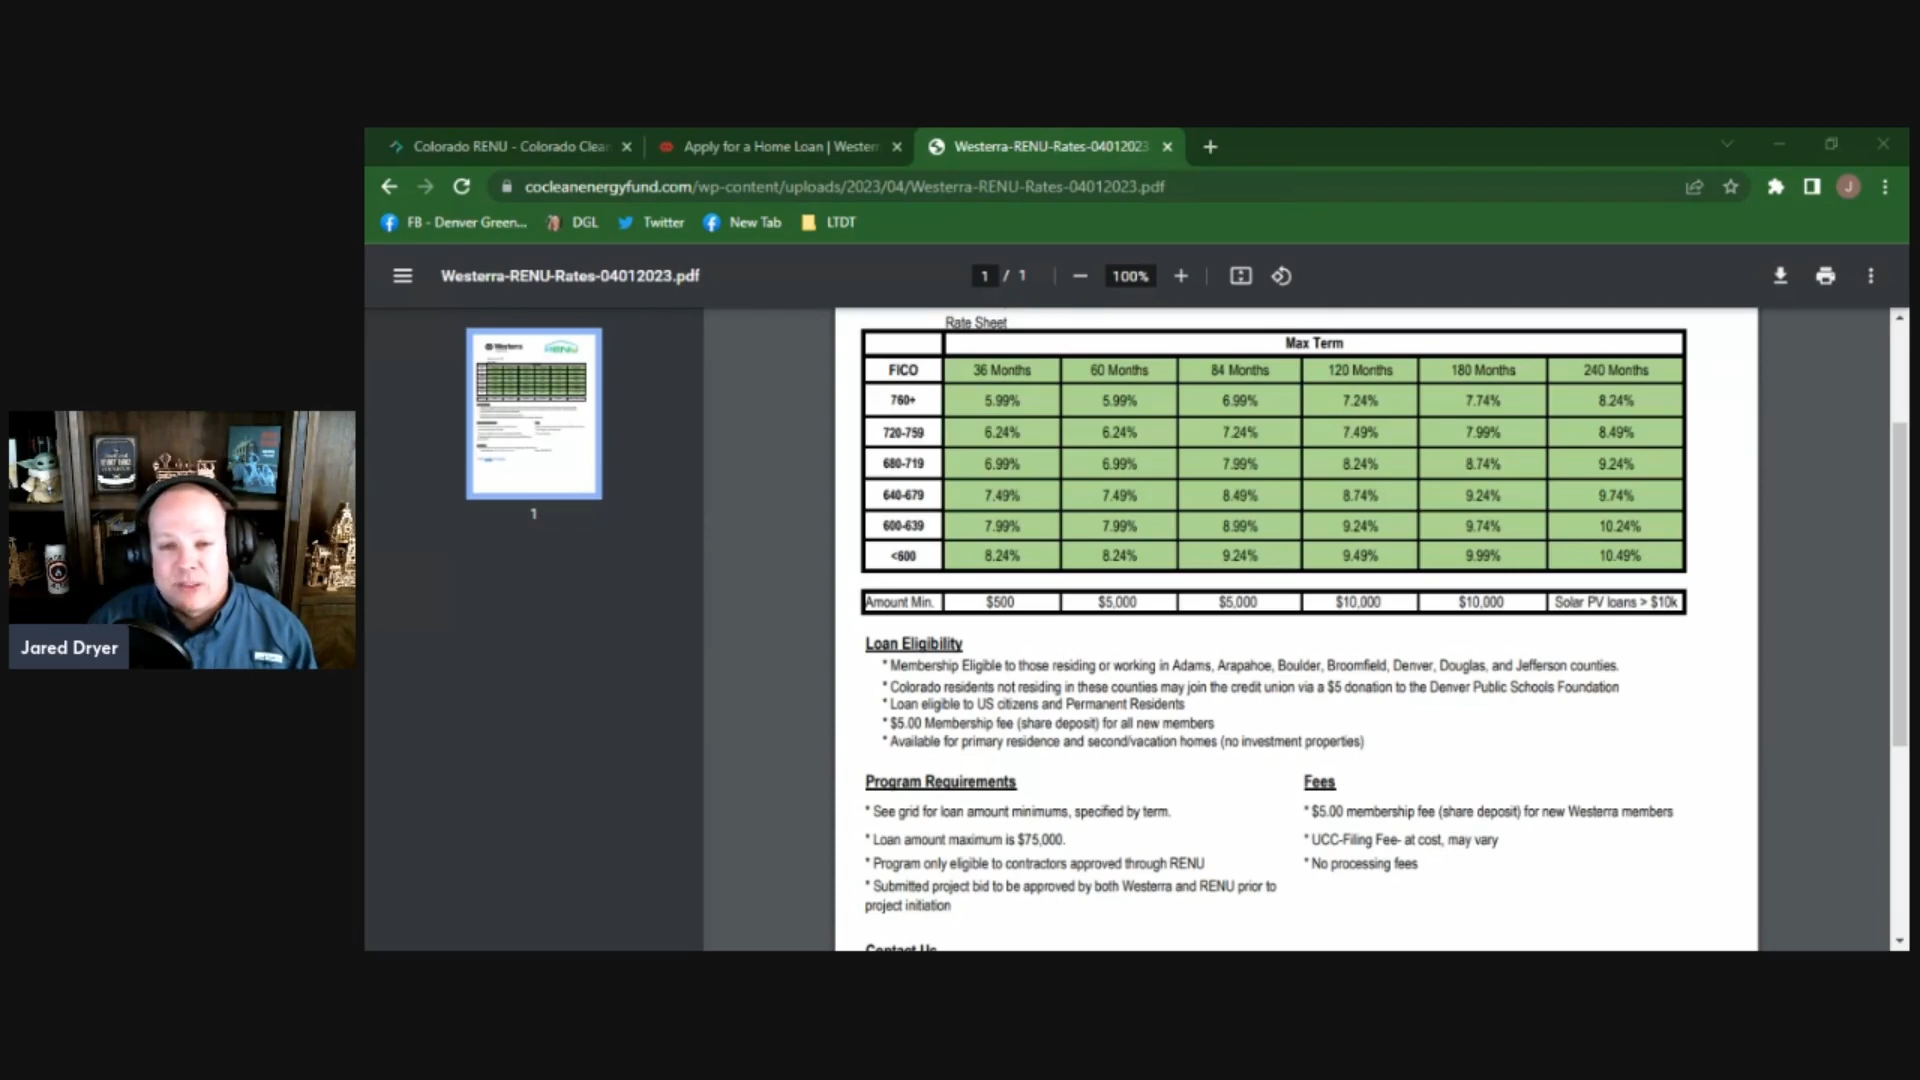 Colorado RENU - Colorado Clean
Apply for a Home Loan | Western
Westerra-RENU-Rates-04012023
cocleanenergyfund.com/wp-content/uploads/2023/04/Westerra-RENU-Rates-04012023.pdf
J
FB - Denver Green...
DGL
Twitter
New Tab
LTDT
Westerra-RENU-Rates-04012023.pdf
1 / 1
100%
Westerra RENU
1
Rate Sheet
Max Term
FICO 36 Months 60 Months 84 Months 120 Months 180 Months 240 Months
760+ 5.99% 5.99% 6.99% 7.24% 7.74% 8.24%
720-759 6.24% 6.24% 7.24% 7.49% 7.99% 8.49%
680-719 6.99% 6.99% 7.99% 8.24% 8.74% 9.24%
640-679 7.49% 7.49% 8.49% 8.74% 9.24% 9.74%
600-639 7.99% 7.99% 8.99% 9.24% 9.74% 10.24%
<600 8.24% 8.24% 9.24% 9.49% 9.99% 10.49%
Amount Min. $500 $5,000 $5,000 $10,000 $10,000 Solar PV loans > $10k
Loan Eligibility
* Membership Eligible to those residing or working in Adams, Arapahoe, Boulder, Broomfield, Denver, Douglas, and Jefferson counties.
* Colorado residents not residing in these counties may join the credit union via a $5 donation to the Denver Public Schools Foundation
* Loan eligible to US citizens and Permanent Residents
* $5.00 Membership fee (share deposit) for all new members
* Available for primary residence and second/vacation homes (no investment properties)
Program Requirements
* See grid for loan amount minimums, specified by term.
* Loan amount maximum is $75,000.
* Program only eligible to contractors approved through RENU
* Submitted project bid to be approved by both Westerra and RENU prior to
project initiation
Fees
* $5.00 membership fee (share deposit) for new Westerra members
* UCC-Filing Fee- at cost, may vary
* No processing fees
Contact Us
Jared Dryer